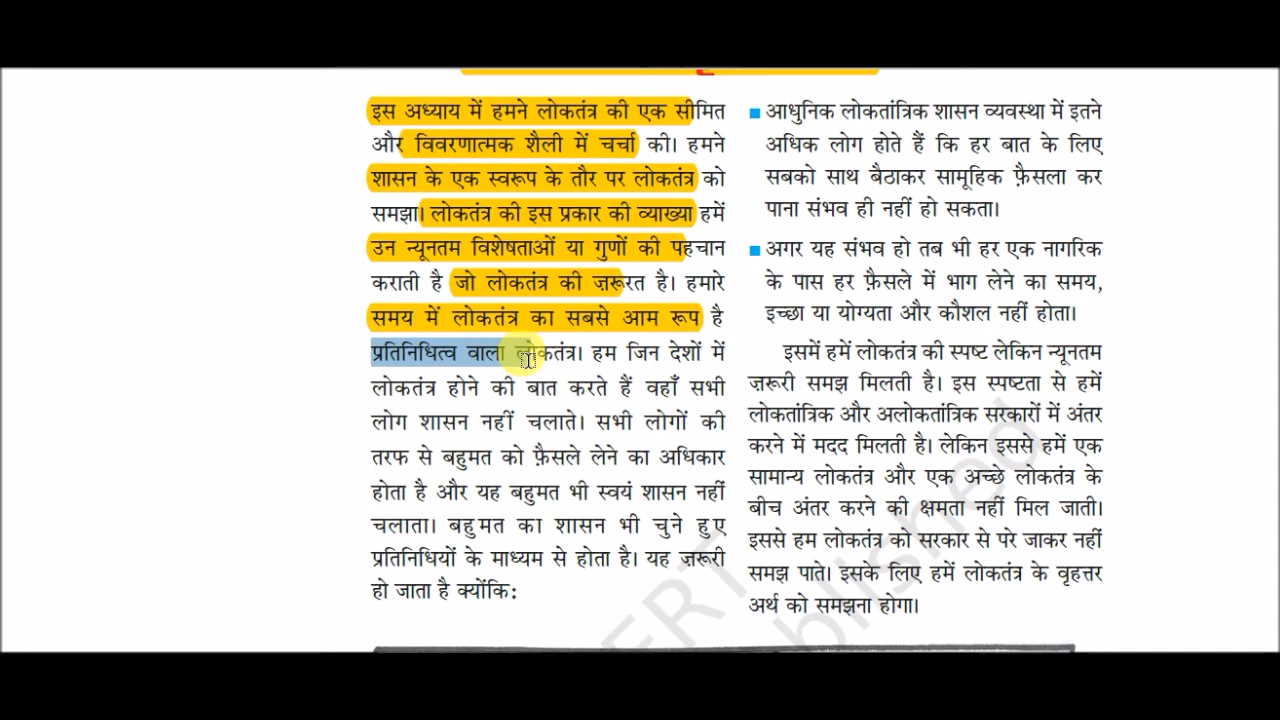 इस अध्याय में हमने लोकतंत्र की एक सीमित
और विवरणात्मक शैली में चर्चा की। हमने
शासन के एक स्वरूप के तौर पर लोकतंत्र को
समझा। लोकतंत्र की इस प्रकार की व्याख्या हमें
उन न्यूनतम विशेषताओं या गुणों की पहचान
कराती है जो लोकतंत्र की ज़रूरत है। हमारे
समय में लोकतंत्र का सबसे आम रूप है
प्रतिनिधित्व वाला लोकतंत्र। हम जिन देशों में
लोकतंत्र होने की बात करते हैं वहाँ सभी
लोग शासन नहीं चलाते। सभी लोगों की
तरफ से बहुमत को फ़ैसले लेने का अधिकार
होता है और यह बहुमत भी स्वयं शासन नहीं
चलाता। बहुमत का शासन भी चुने हुए
प्रतिनिधियों के माध्यम से होता है। यह ज़रूरी
हो जाता है क्योंकि:
■ आधुनिक लोकतांत्रिक शासन व्यवस्था में इतने
अधिक लोग होते हैं कि हर बात के लिए
सबको साथ बैठाकर सामूहिक फ़ैसला कर
पाना संभव ही नहीं हो सकता।
■ अगर यह संभव हो तब भी हर एक नागरिक
के पास हर फ़ैसले में भाग लेने का समय,
इच्छा या योग्यता और कौशल नहीं होता।
इसमें हमें लोकतंत्र की स्पष्ट लेकिन न्यूनतम
ज़रूरी समझ मिलती है। इस स्पष्टता से हमें
लोकतांत्रिक और अलोकतांत्रिक सरकारों में अंतर
करने में मदद मिलती है। लेकिन इससे हमें एक
सामान्य लोकतंत्र और एक अच्छे लोकतंत्र के
बीच अंतर करने की क्षमता नहीं मिल जाती।
इससे हम लोकतंत्र को सरकार से परे जाकर नहीं
समझ पाते। इसके लिए हमें लोकतंत्र के वृहत्तर
अर्थ को समझना होगा।